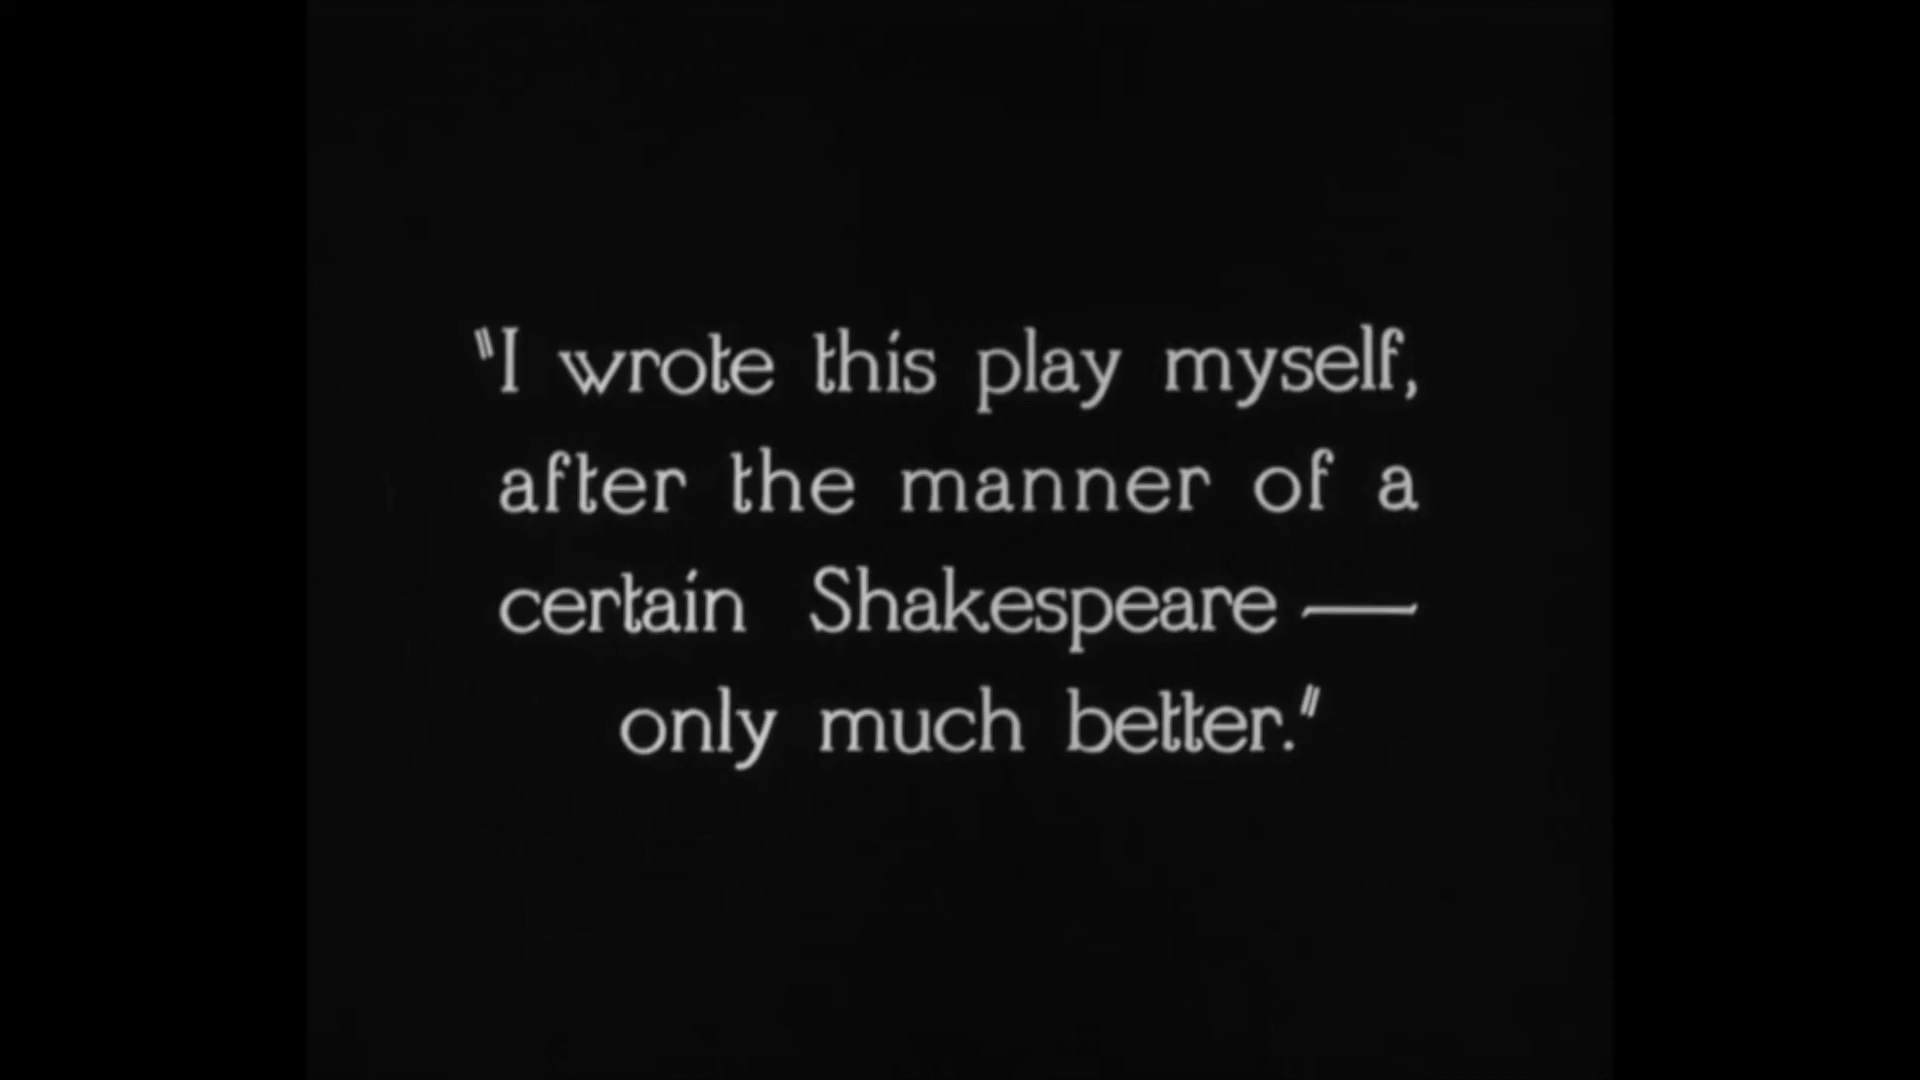 "I wrote this play myself,
after the manner of a
certain Shakespeare —
only much better."